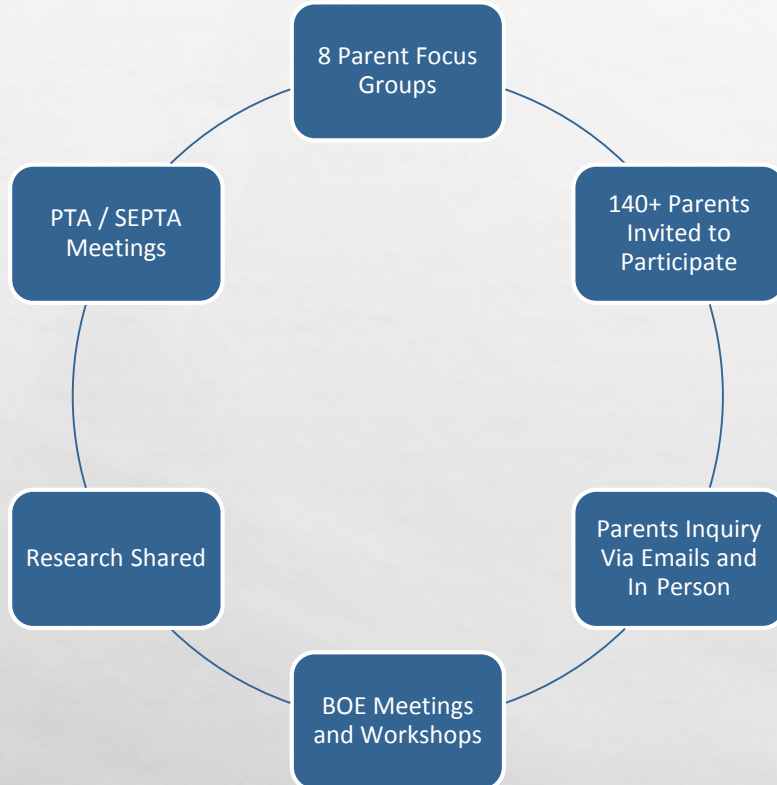 8 Parent Focus
Groups
140+ Parents
Invited to
Participate
Parents Inquiry
Via Emails and
In Person
BOE Meetings
and Workshops
Research Shared
PTA / SEPTA
Meetings